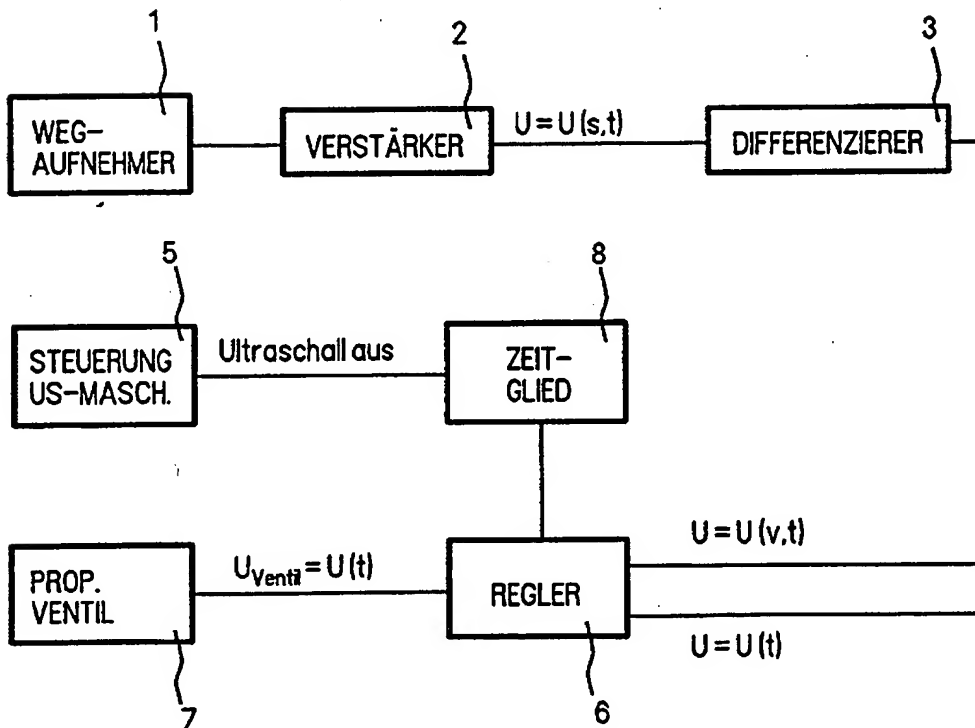 1
2
3
WEG-
AUFNEHMER
VERSTÄRKER
U = U (s,t)
DIFFERENZIERER
5
8
STEUERUNG
US-MASCH.
Ultraschall aus
ZEIT-
GLIED
PROP.
VENTIL
U_Ventil = U (t)
REGLER
U = U (v,t)
U = U (t)
7
6